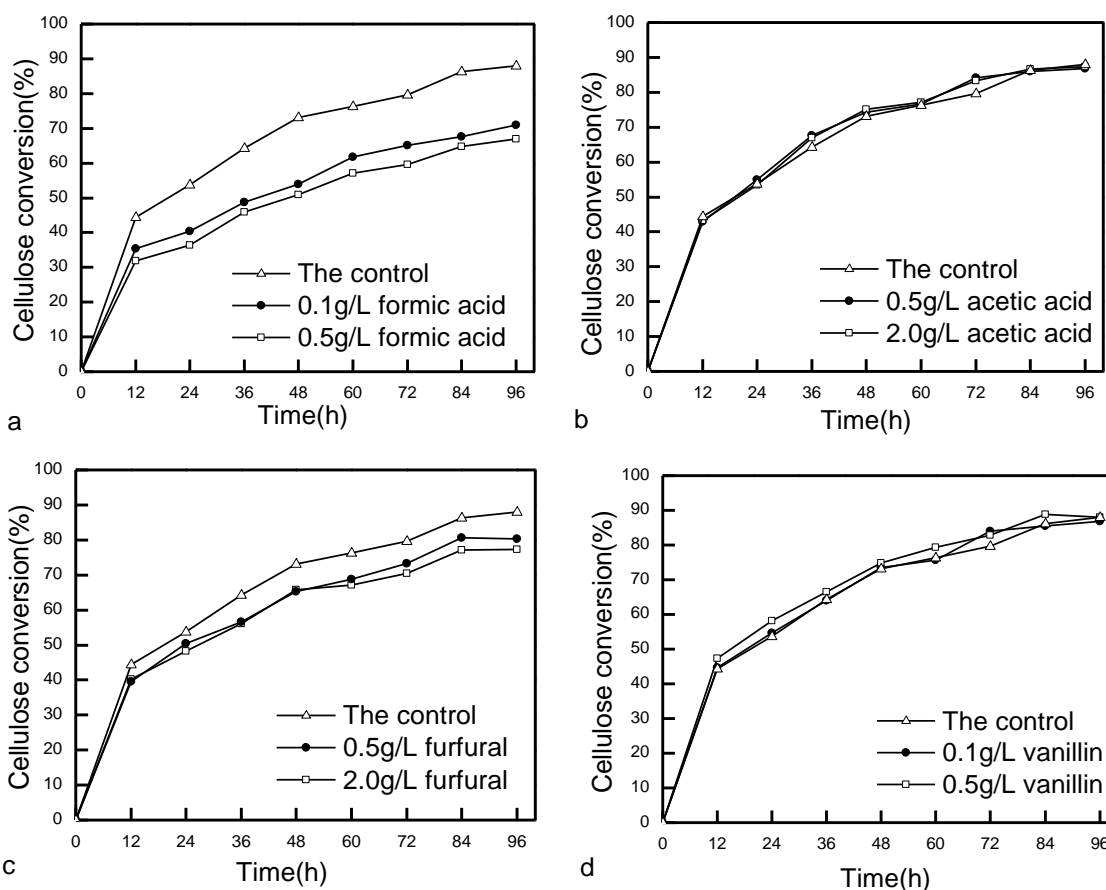 100
90
80
70
60
50
40
30
20
10
0
Cellulose conversion(%)
The control
0.1g/L formic acid
0.5g/L formic acid
0 12 24 36 48 60 72 84 96
Time(h)
a
100
90
80
70
60
50
40
30
20
10
0
Cellulose conversion(%)
The control
0.5g/L acetic acid
2.0g/L acetic acid
0 12 24 36 48 60 72 84 96
Time(h)
b
100
90
80
70
60
50
40
30
20
10
0
Cellulose conversion(%)
The control
0.5g/L furfural
2.0g/L furfural
0 12 24 36 48 60 72 84 96
Time(h)
c
100
90
80
70
60
50
40
30
20
10
0
Cellulose conversion(%)
The control
0.1g/L vanillin
0.5g/L vanillin
0 12 24 36 48 60 72 84 96
Time(h)
d